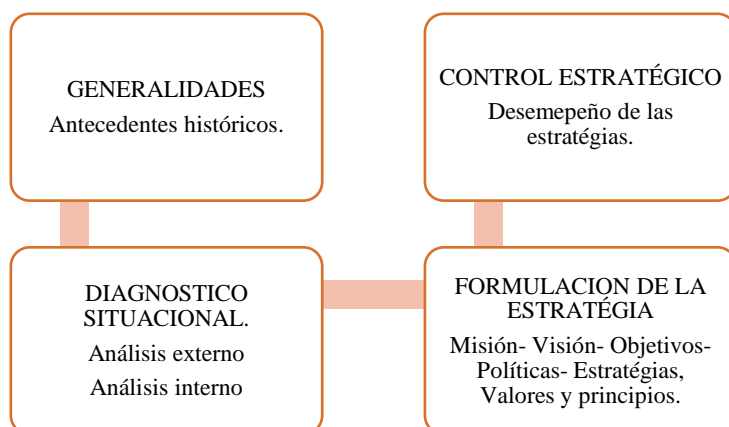 GENERALIDADES
Antecedentes históricos.
DIAGNOSTICO
SITUACIONAL.
Análisis externo
Análisis interno
FORMULACION DE LA
ESTRATÉGIA
Misión- Visión- Objetivos-
Políticas- Estratégias,
Valores y principios.
CONTROL ESTRATÉGICO
Desemepeño de las
estratégias.